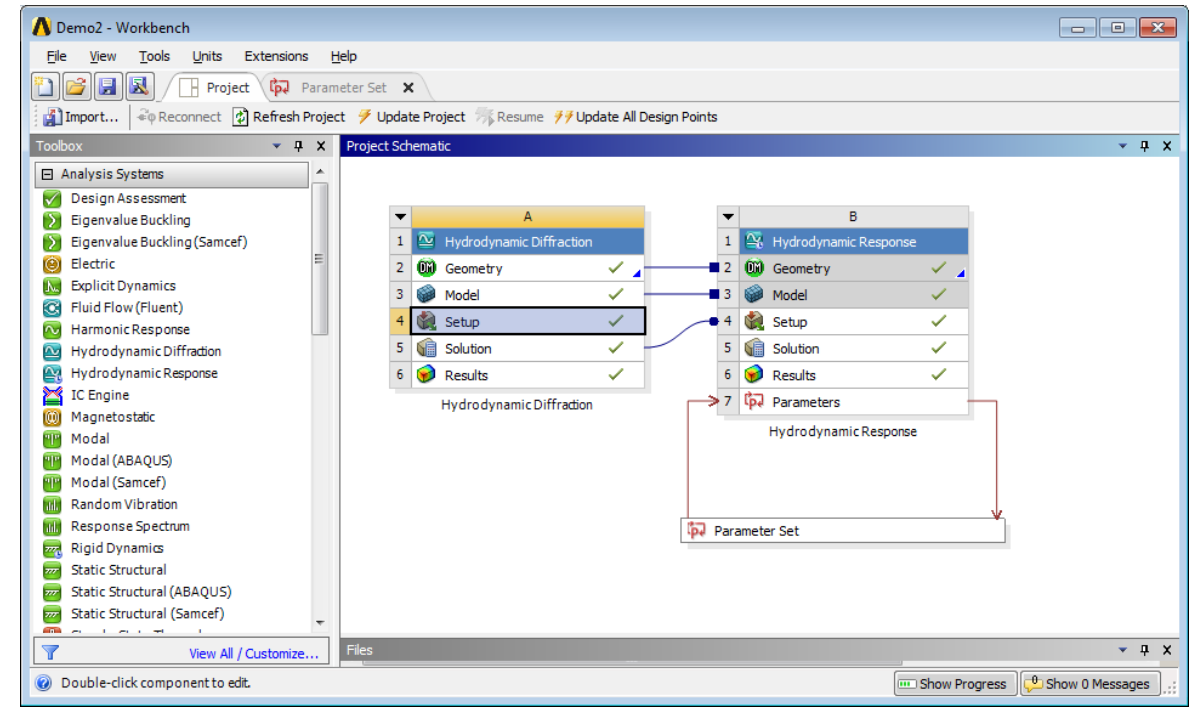 Demo2 - Workbench
File View Tools Units Extensions Help
Project Parameter Set
Import... Reconnect Refresh Project Update Project Resume Update All Design Points
Toolbox
Project Schematic
Analysis Systems
Design Assessment
Eigenvalue Buckling
Eigenvalue Buckling (Samcef)
Electric
Explicit Dynamics
Fluid Flow (Fluent)
Harmonic Response
Hydrodynamic Diffraction
Hydrodynamic Response
IC Engine
Magnetostatic
Modal
Modal (ABAQUS)
Modal (Samcef)
Random Vibration
Response Spectrum
Rigid Dynamics
Static Structural
Static Structural (ABAQUS)
Static Structural (Samcef)
View All / Customize...
A
1 Hydrodynamic Diffraction
2 DM Geometry
3 Model
4 Setup
5 Solution
6 Results
Hydrodynamic Diffraction
B
1 Hydrodynamic Response
2 DM Geometry
3 Model
4 Setup
5 Solution
6 Results
7 Parameters
Hydrodynamic Response
Parameter Set
Files
Double-click component to edit.
Show Progress Show 0 Messages